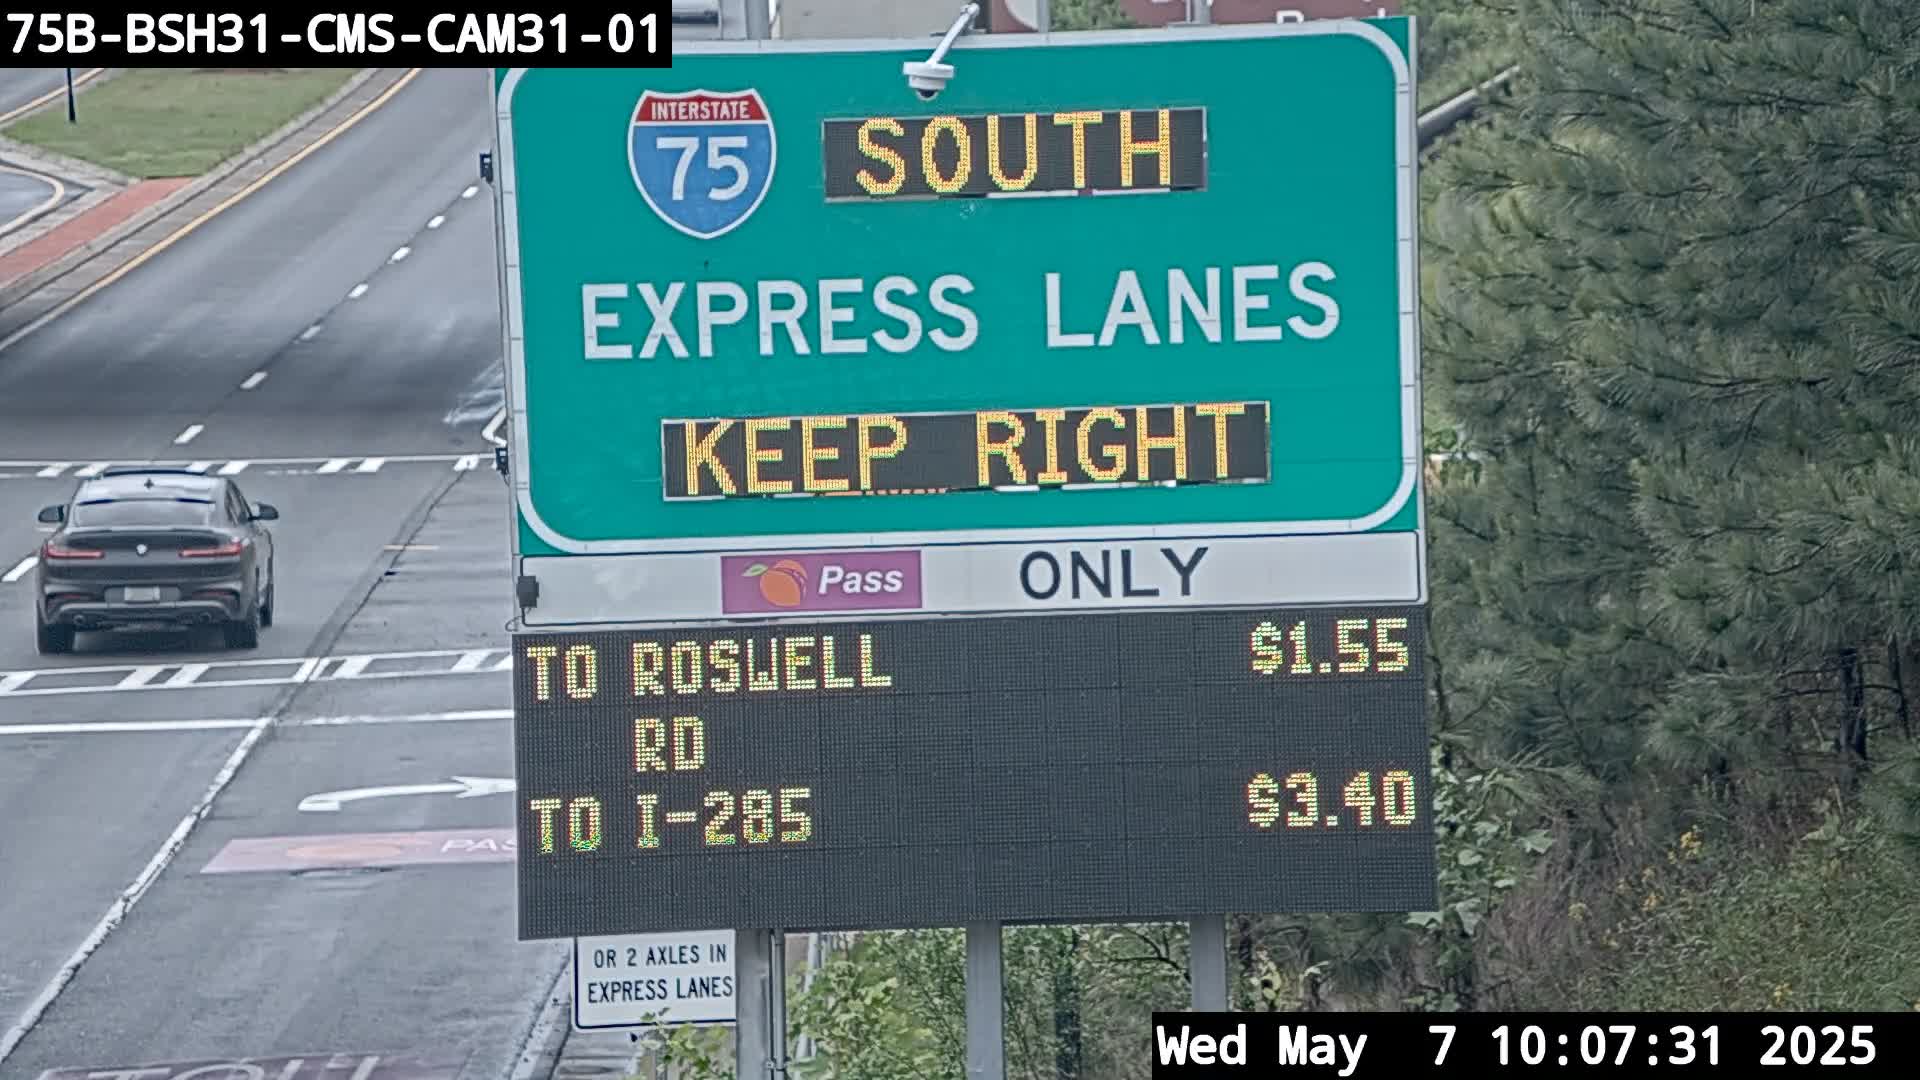 75B-BSH31-CMS-CAM31-01
INTERSTATE
75
SOUTH
EXPRESS LANES
KEEP RIGHT
Pass
ONLY
TO ROSWELL $1.55
RD
TO I-285 $3.40
OR 2 AXLES IN
EXPRESS LANES
Wed May 7 10:07:31 2025